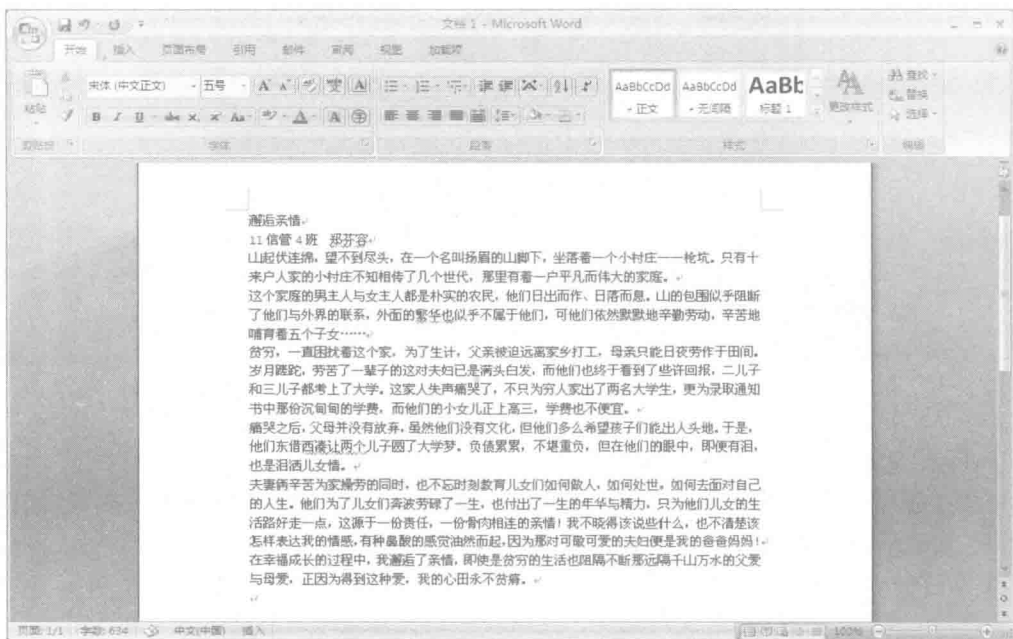 文档 1 - Microsoft Word
开始 插入 页面布局 引用 邮件 审阅 视图 加载项
宋体 (中文正文) 五号
AaBbCcDd AaBbCcDd AaBb
查找
替换
选择
粘贴
B I U abc x, x² Aa A A
正文 无间隔 标题 1 更改样式
剪贴板 字体 段落 样式 编辑
邂逅亲情
11 信管 4 班 郑芬容
山起伏连绵，望不到尽头，在一个名叫扬眉的山脚下，坐落着一个小村庄——枪坑。只有十
来户人家的小村庄不知相传了几个世代，那里有着一户平凡而伟大的家庭。
这个家庭的男主人与女主人都是朴实的农民，他们日出而作、日落而息。山的包围似乎阻断
了他们与外界的联系，外面的繁华也似乎不属于他们，可他们依然默默地辛勤劳动，辛苦地
哺育着五个子女……
贫穷，一直困扰着这个家，为了生计，父亲被迫远离家乡打工，母亲只能日夜劳作于田间。
岁月蹉跎，劳苦了一辈子的这对夫妇已是满头白发，而他们也终于看到了些许回报，二儿子
和三儿子都考上了大学。这家人失声痛哭了，不只为穷人家出了两名大学生，更为录取通知
书中那份沉甸甸的学费，而他们的小女儿正上高三，学费也不便宜。
痛哭之后，父母并没有放弃，虽然他们没有文化，但他们多么希望孩子们能出人头地。于是，
他们东借西凑让两个儿子圆了大学梦。负债累累，不堪重负，但在他们的眼中，即便有泪，
也是泪洒儿女情。
夫妻俩辛苦为家操劳的同时，也不忘时刻教育儿女们如何做人，如何处世，如何去面对自己
的人生。他们为了儿女们奔波劳碌了一生，也付出了一生的年华与精力，只为他们儿女的生
活路好走一点，这源于一份责任，一份骨肉相连的亲情！我不晓得该说些什么，也不清楚该
怎样表达我的情感，有种鼻酸的感觉油然而起，因为那对可敬可爱的夫妇便是我的爸爸妈妈！
在幸福成长的过程中，我邂逅了亲情，即使是贫穷的生活也阻隔不断那远隔千山万水的父爱
与母爱，正因为得到这种爱，我的心田永不贫瘠。
页面: 1/1 字数: 634 中文(中国) 插入 100%